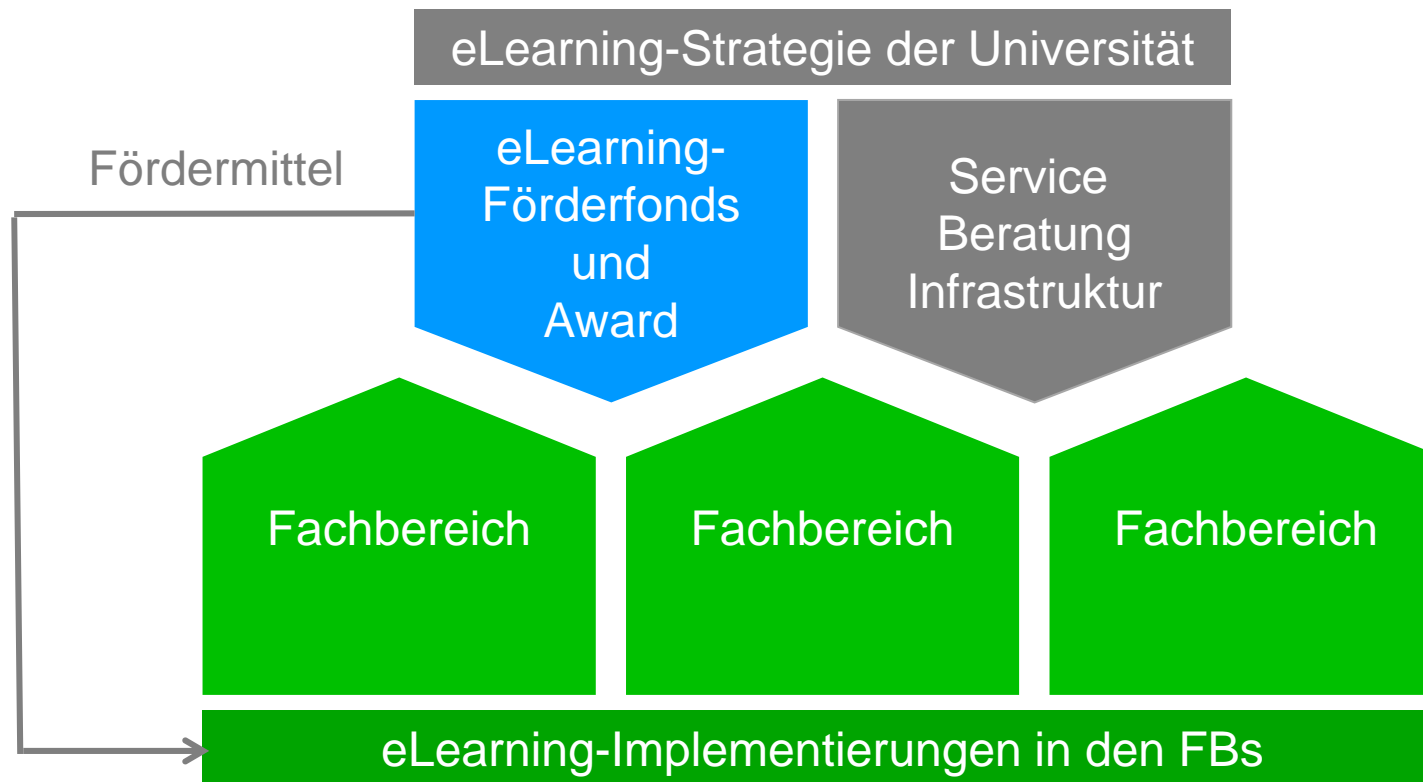 eLearning-Strategie der Universität
Fördermittel
eLearning-
Förderfonds
und
Award
Service
Beratung
Infrastruktur
Fachbereich
Fachbereich
Fachbereich
eLearning-Implementierungen in den FBs